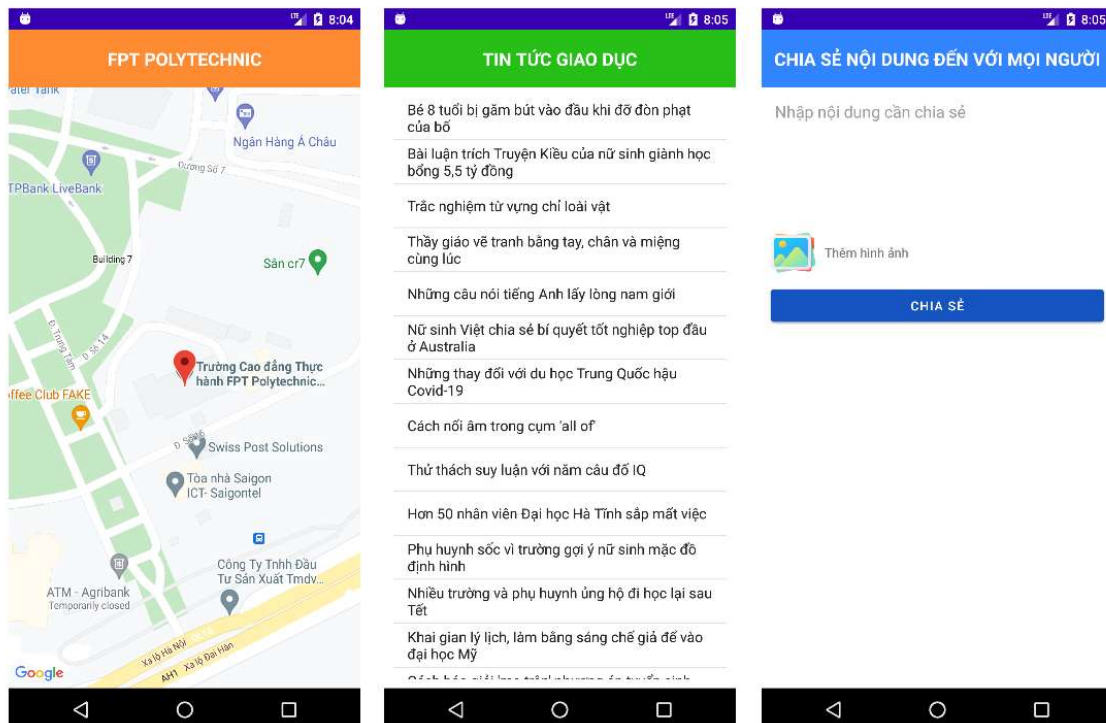 LTE 8:04
FPT POLYTECHNIC
Ngân Hàng Á Châu
Đường Số 7
TPBank LiveBank
Building 7
Sân cr7
Đ. Trung Tâm
Đ Số 14
Trường Cao đẳng Thực
hành FPT Polytechnic...
offee Club FAKE
Swiss Post Solutions
Tòa nhà Saigon
ICT- Saigontel
Công Ty Tnhh Đầu
Tư Sản Xuất Tmdv...
ATM - Agribank
Temporarily closed
Xa lộ Hà Nội
AH1 Xa lộ Đại Hàn
Google
LTE 8:05
TIN TỨC GIÁO DỤC
Bé 8 tuổi bị găm bút vào đầu khi đỡ đòn phạt
của bố
Bài luận trích Truyện Kiều của nữ sinh giành học
bổng 5,5 tỷ đồng
Trắc nghiệm từ vựng chỉ loài vật
Thầy giáo vẽ tranh bằng tay, chân và miệng
cùng lúc
Những câu nói tiếng Anh lấy lòng nam giới
Nữ sinh Việt chia sẻ bí quyết tốt nghiệp top đầu
ở Australia
Những thay đổi với du học Trung Quốc hậu
Covid-19
Cách nối âm trong cụm 'all of'
Thử thách suy luận với năm câu đố IQ
Hơn 50 nhân viên Đại học Hà Tĩnh sắp mất việc
Phụ huynh sốc vì trường gợi ý nữ sinh mặc đồ
định hình
Nhiều trường và phụ huynh ủng hộ đi học lại sau
Tết
Khai gian lý lịch, làm bằng sáng chế giả để vào
đại học Mỹ
LTE 8:05
CHIA SẺ NỘI DUNG ĐẾN VỚI MỌI NGƯỜI
Nhập nội dung cần chia sẻ
Thêm hình ảnh
CHIA SẺ